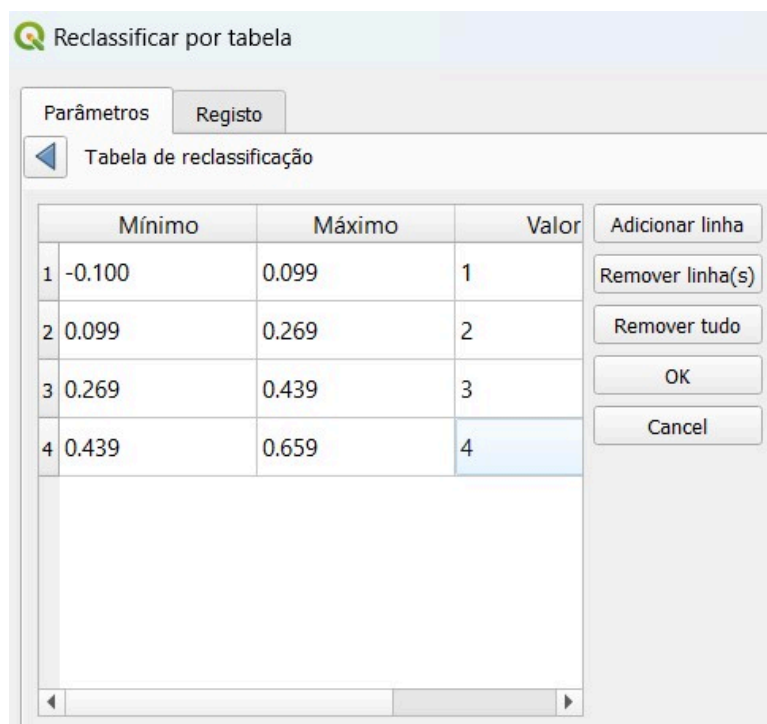 Reclassificar por tabela
Parâmetros Registo
Tabela de reclassificação
Mínimo Máximo Valor
1 -0.100 0.099 1
2 0.099 0.269 2
3 0.269 0.439 3
4 0.439 0.659 4
Adicionar linha
Remover linha(s)
Remover tudo
OK
Cancel